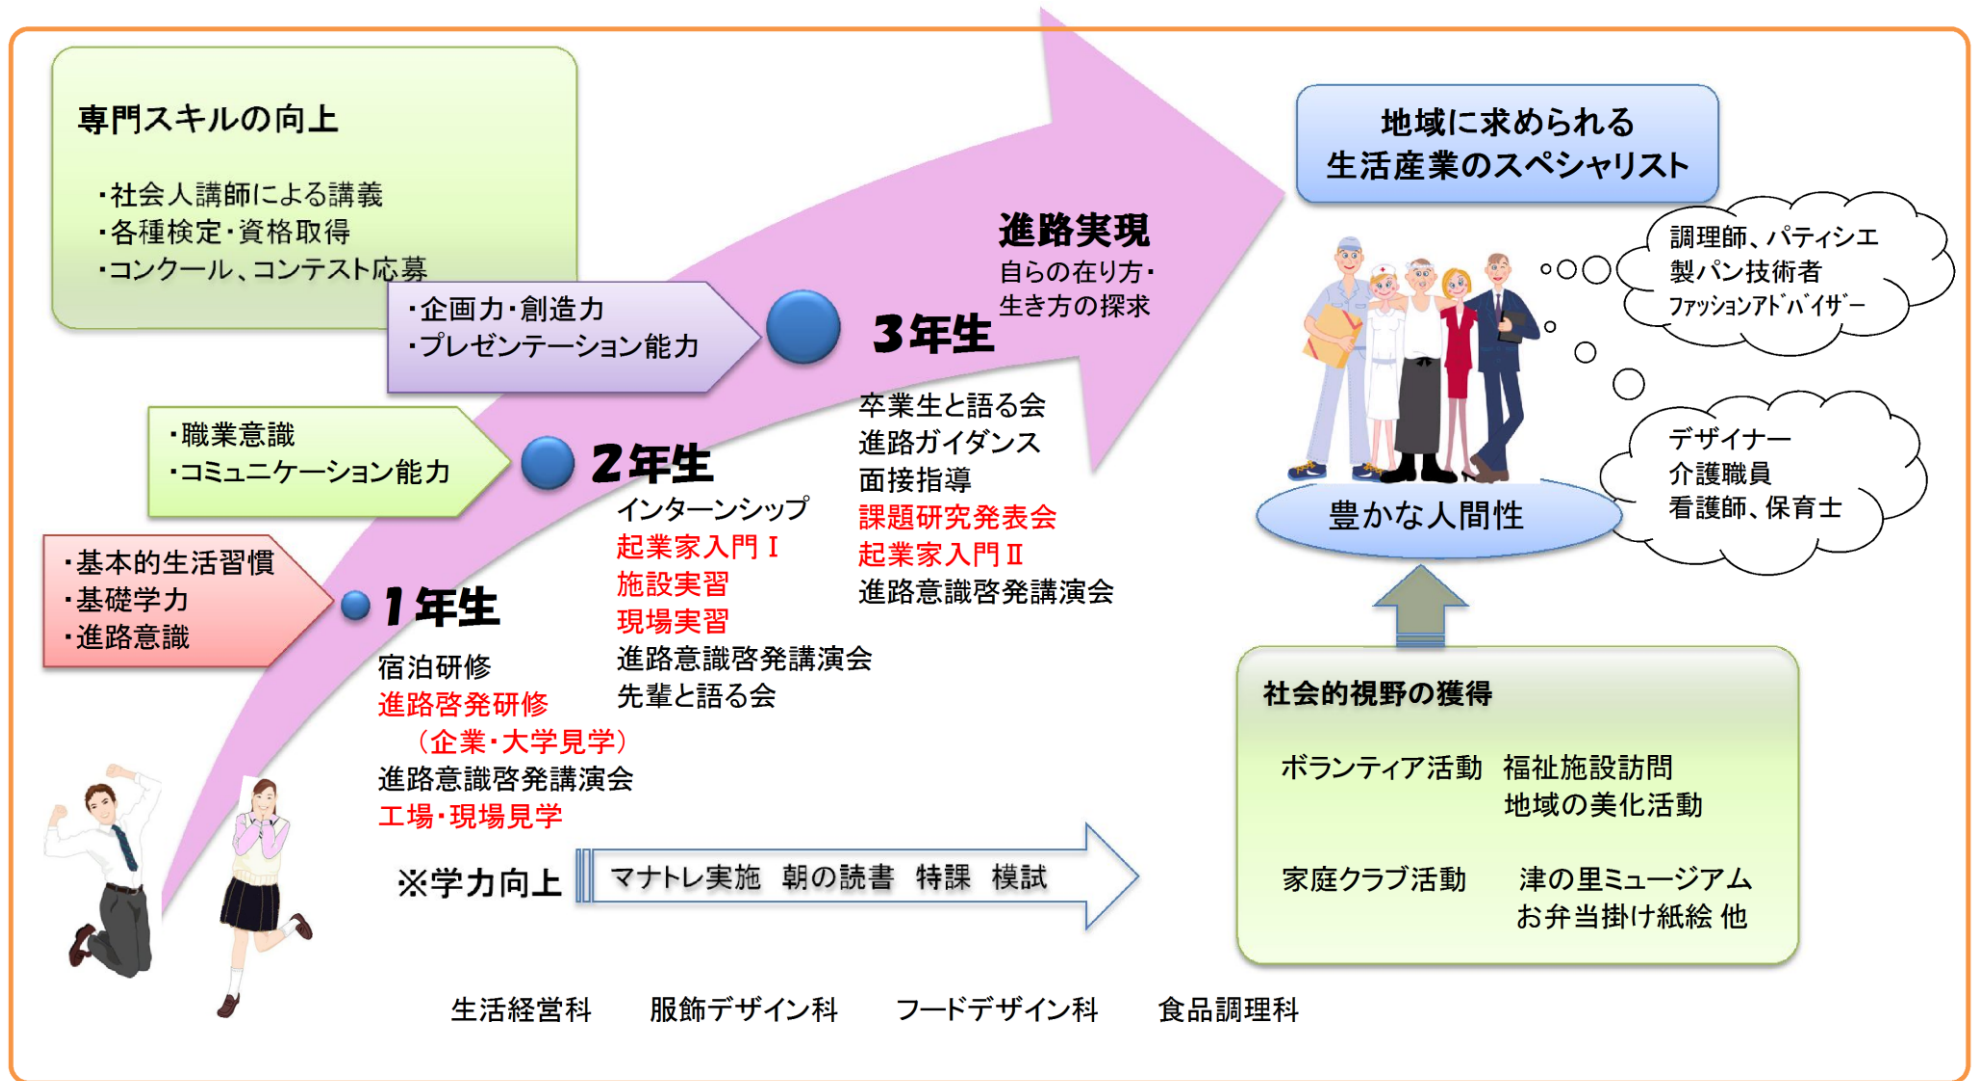 専門スキルの向上
・社会人講師による講義
・各種検定・資格取得
・コンクール、コンテスト応募
・企画力・創造力
・プレゼンテーション能力
・職業意識
・コミュニケーション能力
・基本的生活習慣
・基礎学力
・進路意識
1年生
宿泊研修
進路啓発研修
（企業・大学見学）
進路意識啓発講演会
工場・現場見学
2年生
インターンシップ
起業家入門Ⅰ
施設実習
現場実習
進路意識啓発講演会
先輩と語る会
3年生
卒業生と語る会
進路ガイダンス
面接指導
課題研究発表会
起業家入門Ⅱ
進路意識啓発講演会
進路実現
自らの在り方・
生き方の探求
地域に求められる
生活産業のスペシャリスト
調理師、パティシエ
製パン技術者
ﾌｧｯｼｮﾝｱﾄﾞﾊﾞｲｻﾞｰ
デザイナー
介護職員
看護師、保育士
豊かな人間性
社会的視野の獲得
ボランティア活動 福祉施設訪問
地域の美化活動
家庭クラブ活動 津の里ミュージアム
お弁当掛け紙絵 他
※学力向上 マナトレ実施 朝の読書 特課 模試
生活経営科 服飾デザイン科 フードデザイン科 食品調理科